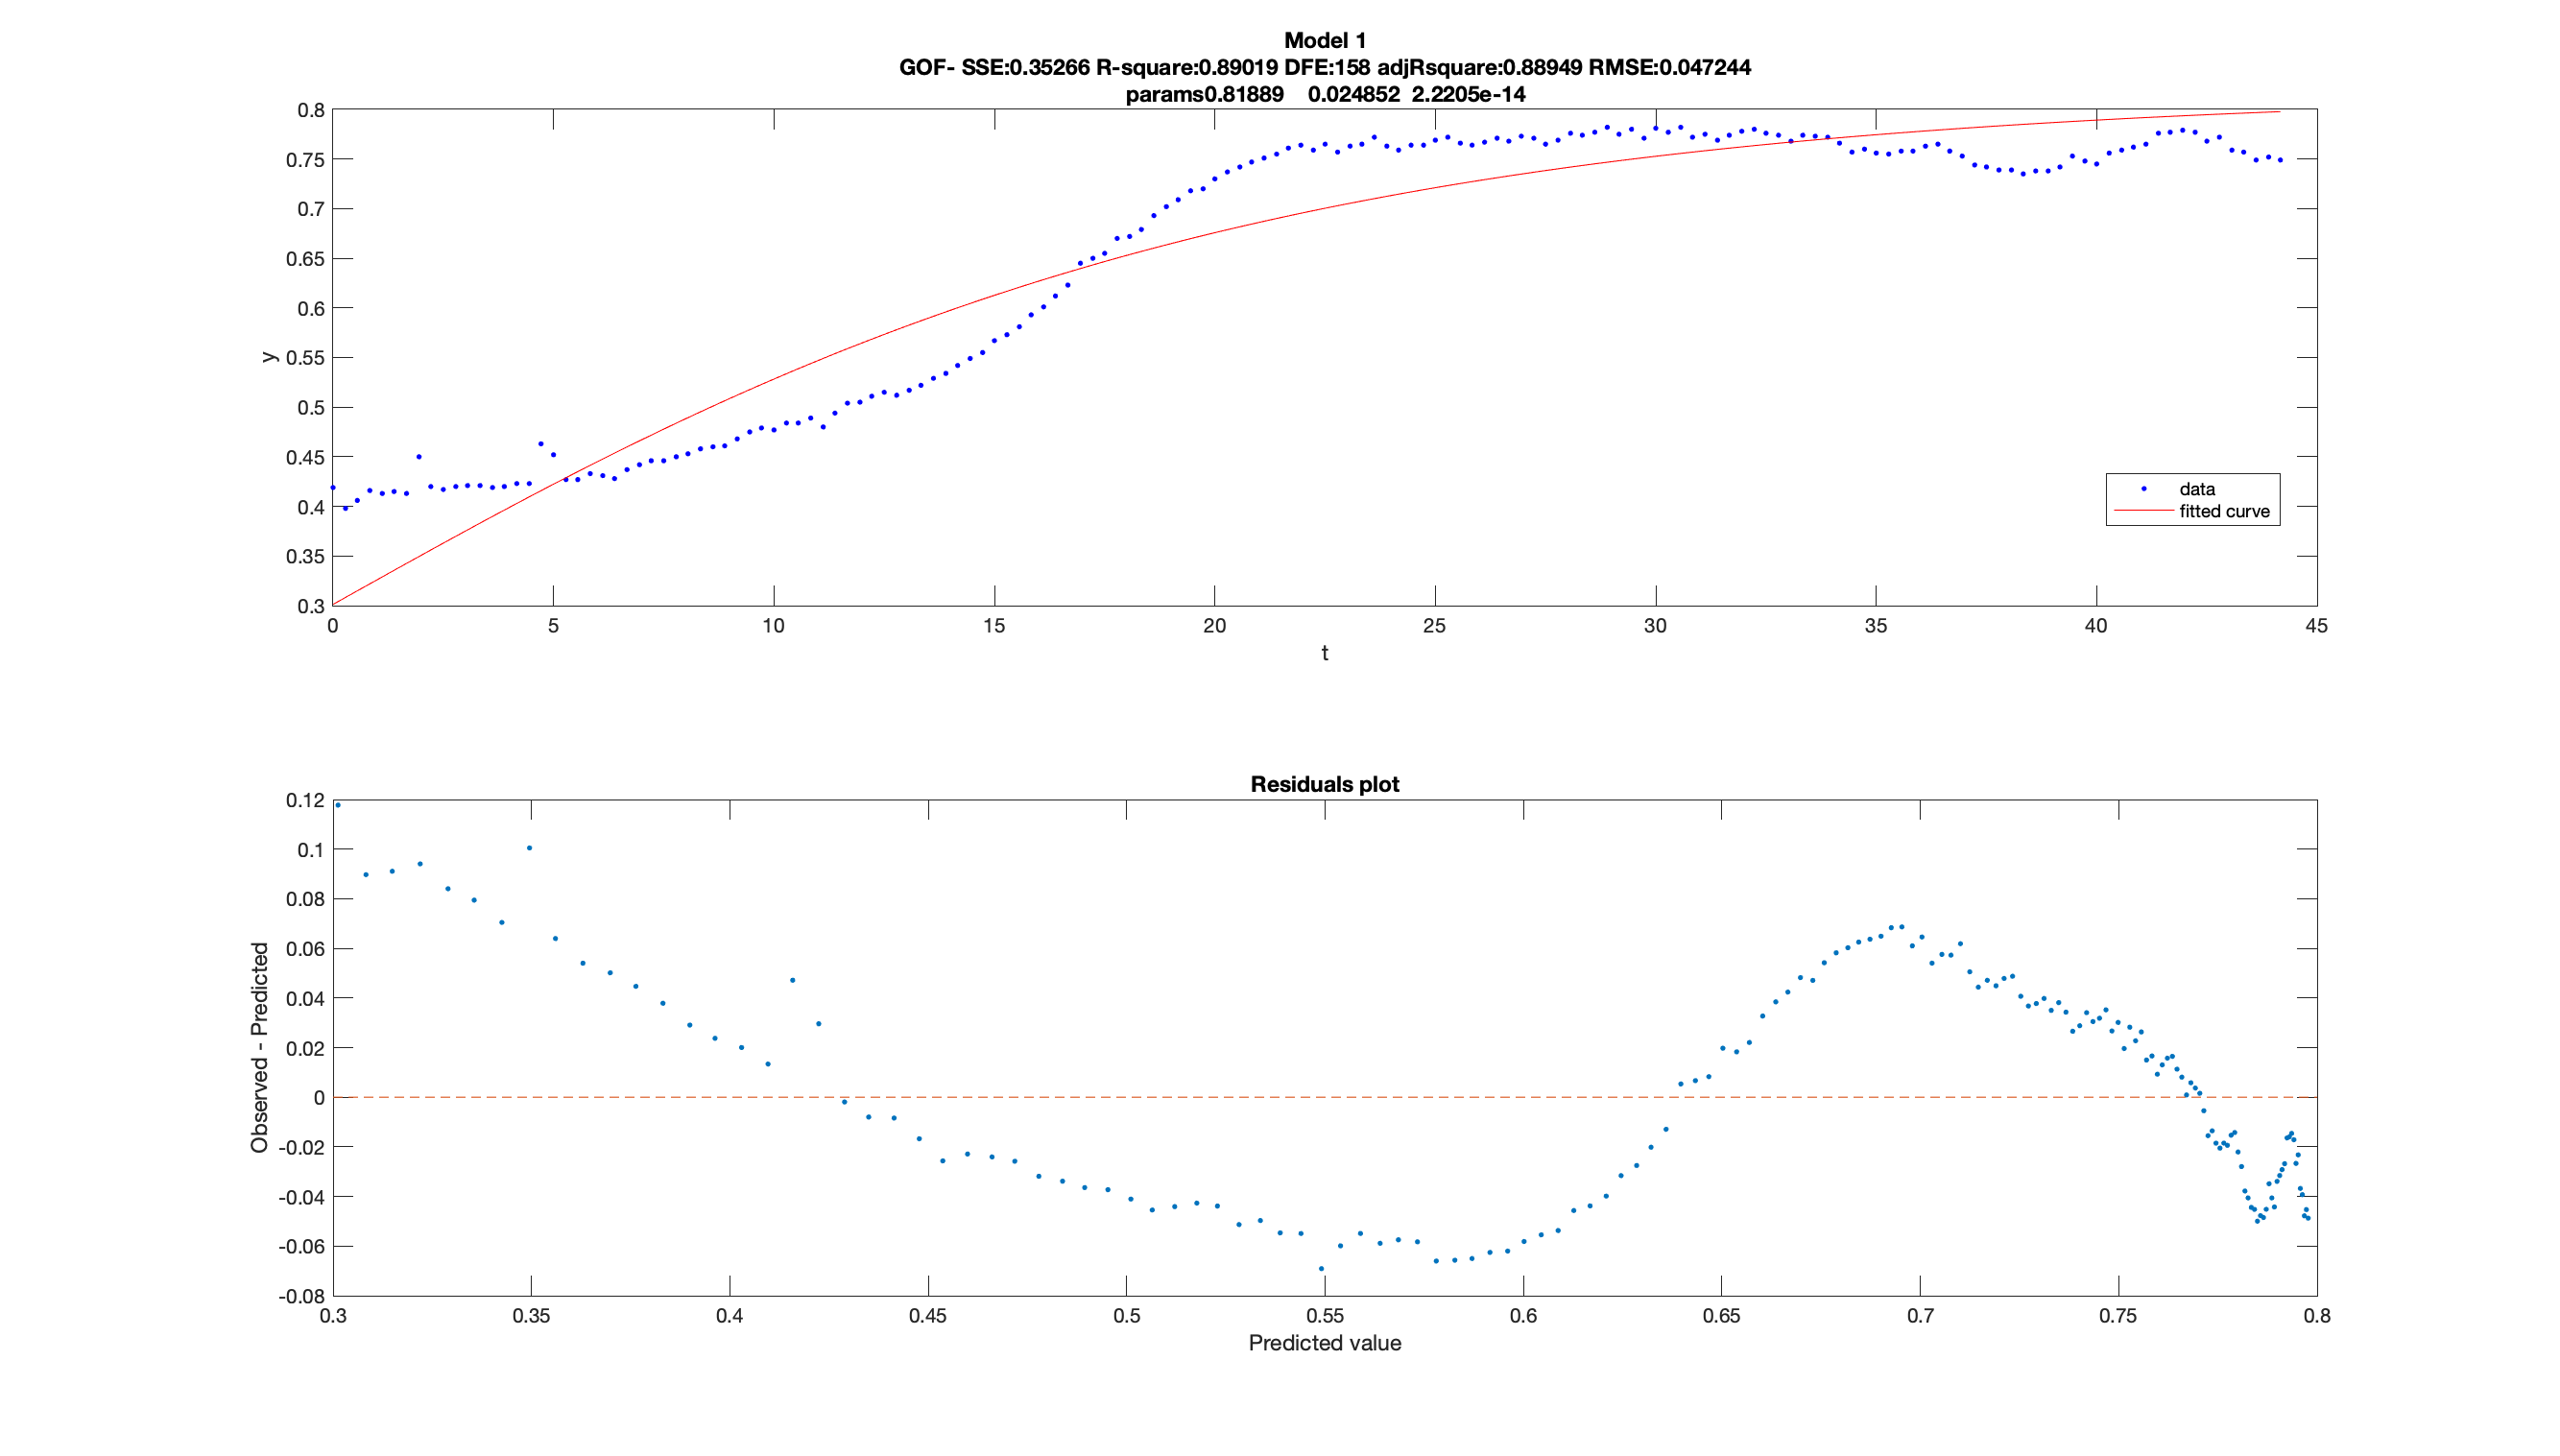 Model 1
GOF- SSE:0.35266 R-square:0.89019 DFE:158 adjRsquare:0.88949 RMSE:0.047244
params0.81889 0.024852 2.2205e-14
0.8
0.75
0.7
0.65
0.6
0.55
0.5
0.45
0.4
0.35
0.3
y
0 5 10 15 20 25 30 35 40 45
t
data
fitted curve
Residuals plot
0.12
0.1
0.08
0.06
0.04
0.02
0
-0.02
-0.04
-0.06
-0.08
Observed - Predicted
0.3 0.35 0.4 0.45 0.5 0.55 0.6 0.65 0.7 0.75 0.8
Predicted value